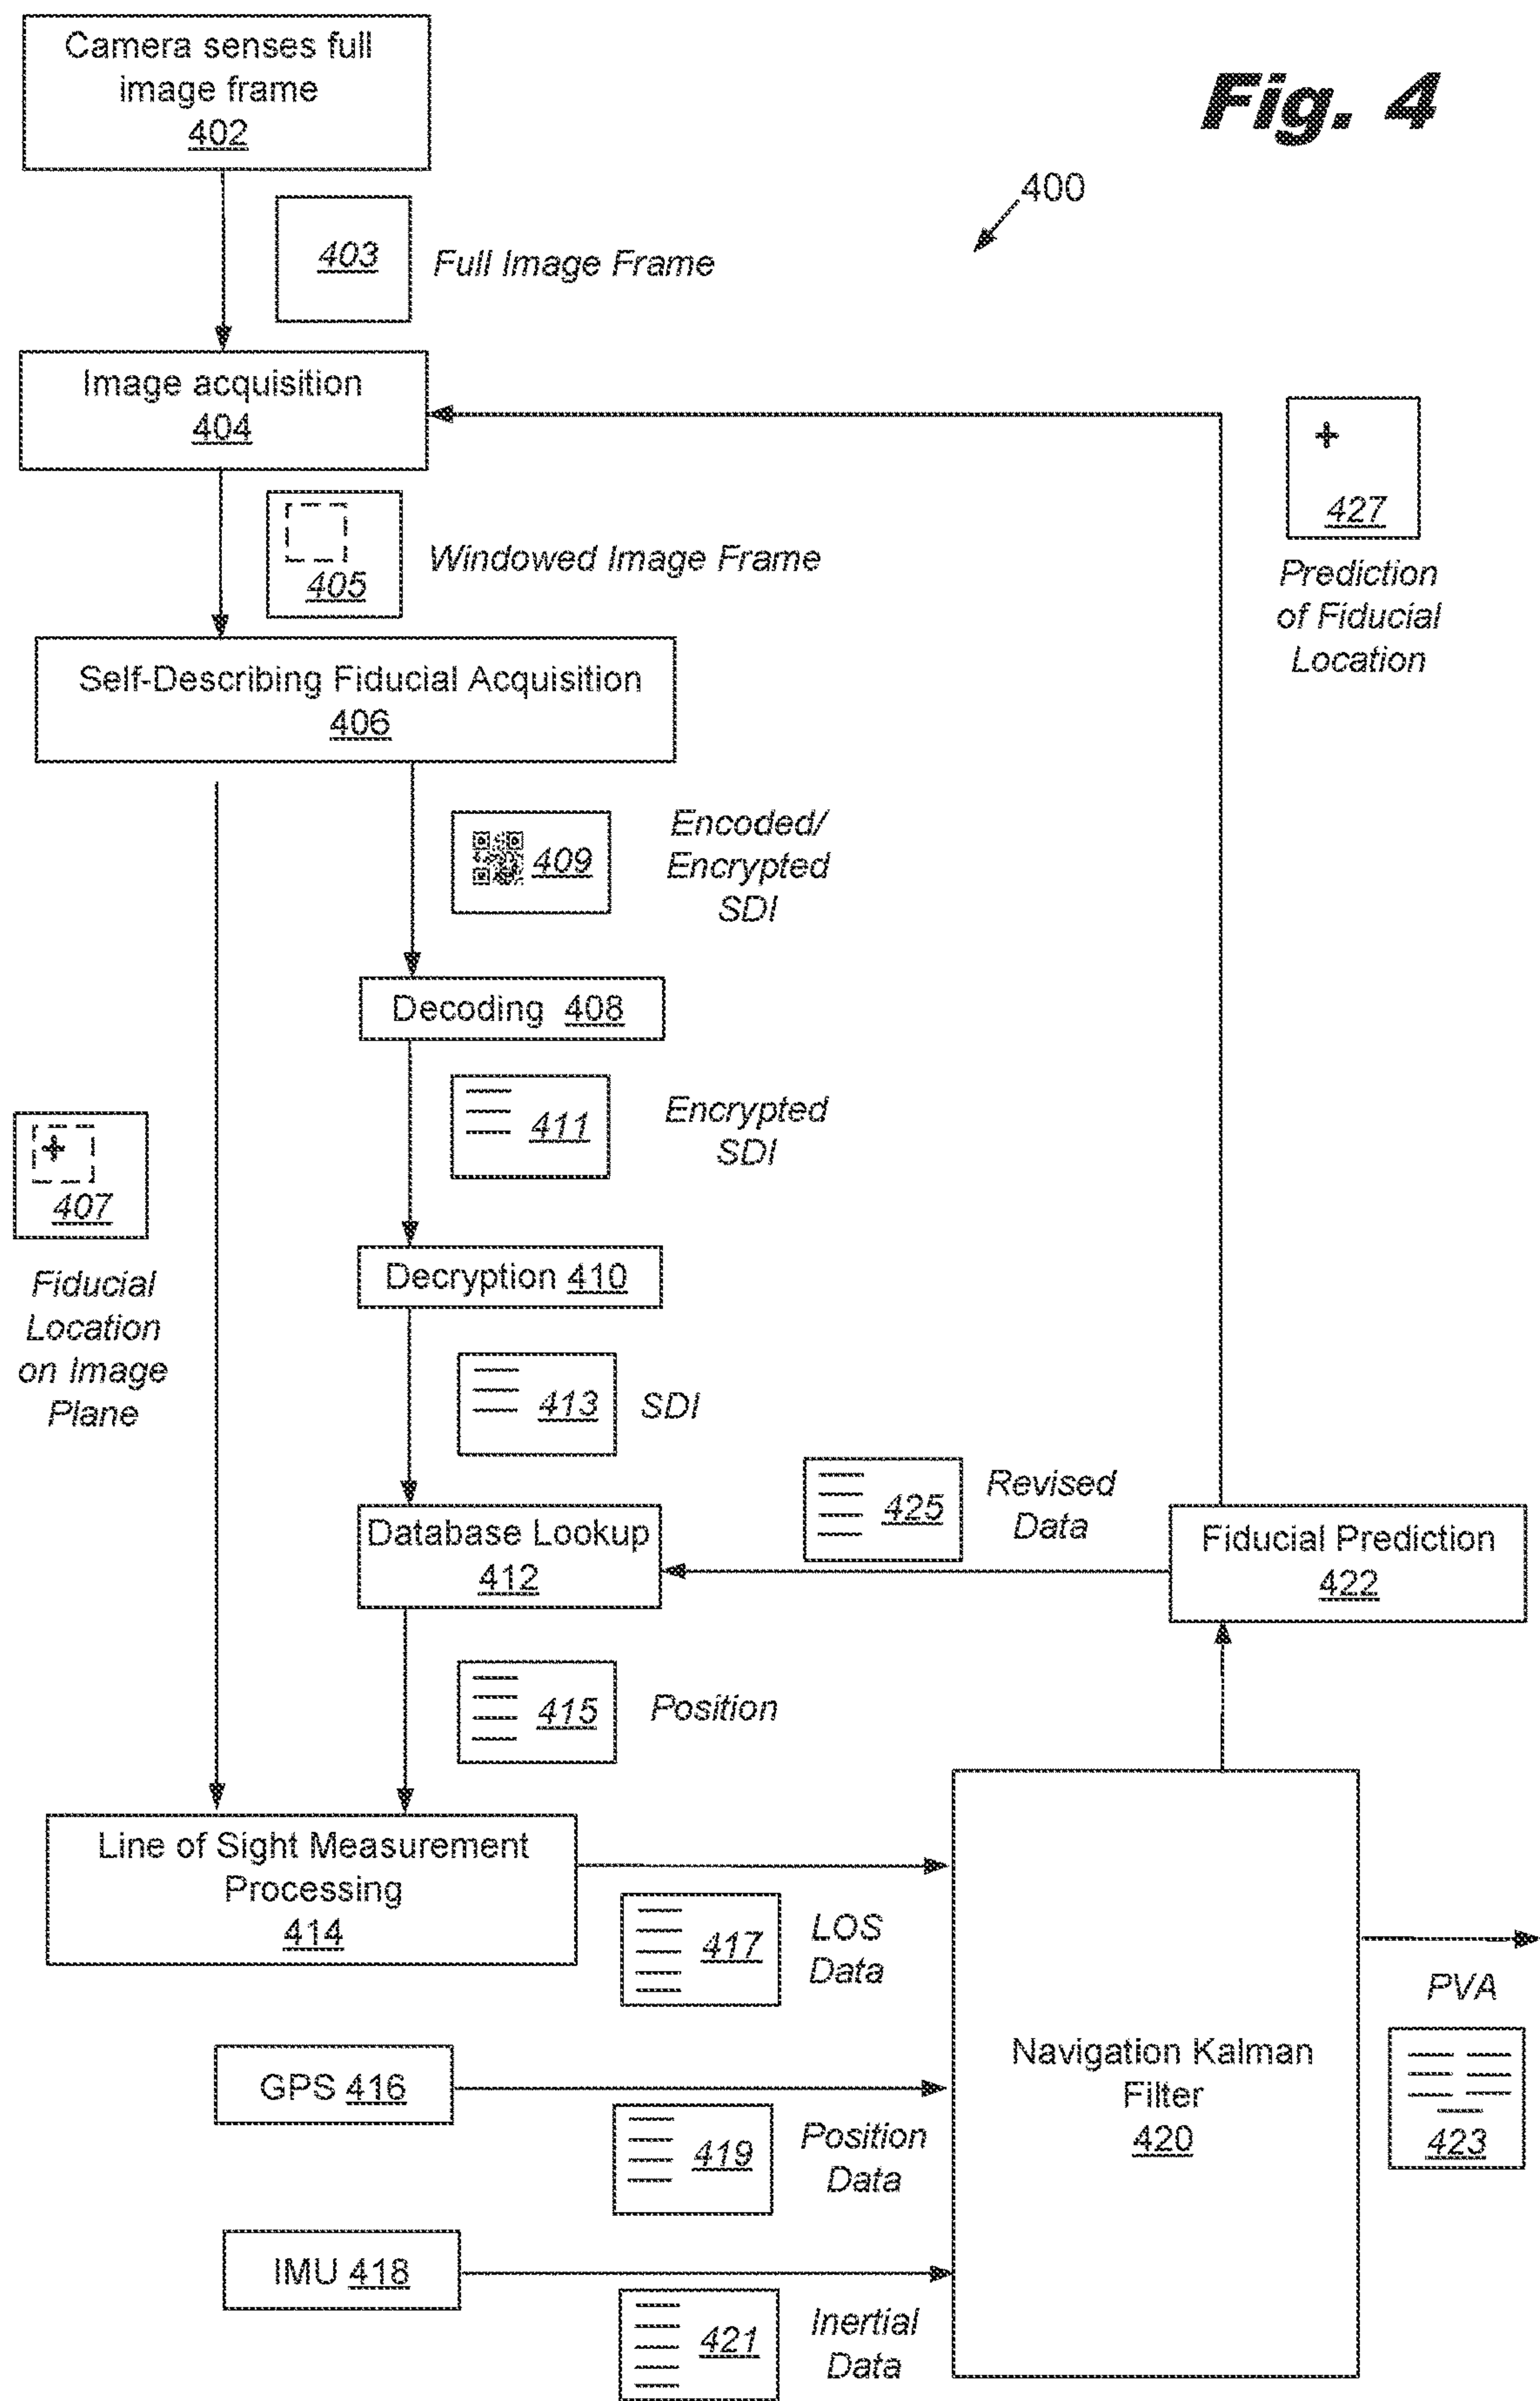 Camera senses full
image frame
402
Fig. 4
400
403
Full Image Frame
Image acquisition
404
405
Windowed Image Frame
+
427
Prediction
of Fiducial
Location
Self-Describing Fiducial Acquisition
406
409
Encoded/
Encrypted
SDI
Decoding 408
411
Encrypted
SDI
+
407
Fiducial
Location
on Image
Plane
Decryption 410
413
SDI
425
Revised
Data
Database Lookup
412
Fiducial Prediction
422
415
Position
Line of Sight Measurement
Processing
414
417
LOS
Data
PVA
423
Navigation Kalman
Filter
420
GPS 416
419
Position
Data
IMU 418
421
Inertial
Data